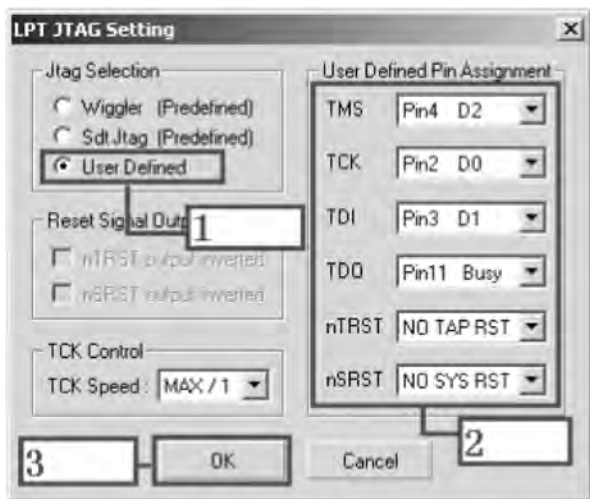 LPT JTAG Setting
Jtag Selection
Wiggler (Predefined)
Sdt Jtag (Predefined)
User Defined
1
Reset Signal Outp
nTRST output inverted
nSRST output inverted
TCK Control
TCK Speed : MAX / 1
3
OK
User Defined Pin Assignment
TMS Pin4 D2
TCK Pin2 D0
TDI Pin3 D1
TDO Pin11 Busy
nTRST NO TAP RST
nSRST NO SYS RST
2
Cancel